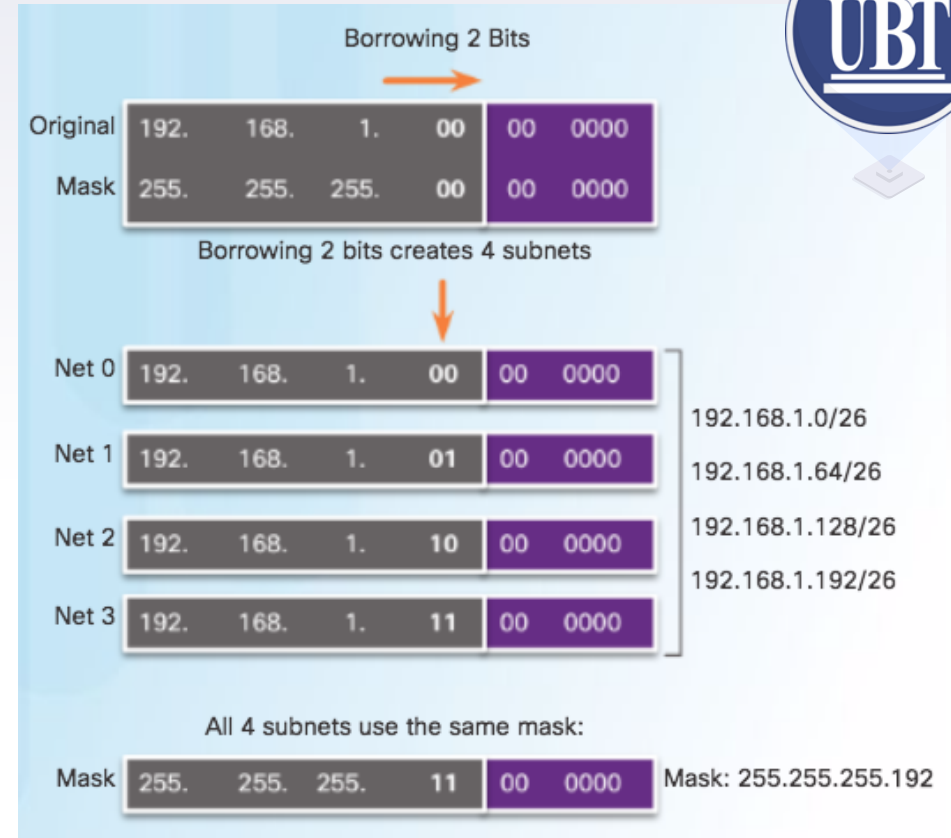 UBT
Borrowing 2 Bits
Original 192. 168. 1. 00 00 0000
Mask 255. 255. 255. 00 00 0000
Borrowing 2 bits creates 4 subnets
Net 0 192. 168. 1. 00 00 0000
192.168.1.0/26
Net 1 192. 168. 1. 01 00 0000
192.168.1.64/26
Net 2 192. 168. 1. 10 00 0000
192.168.1.128/26
192.168.1.192/26
Net 3 192. 168. 1. 11 00 0000
All 4 subnets use the same mask:
Mask 255. 255. 255. 11 00 0000 Mask: 255.255.255.192